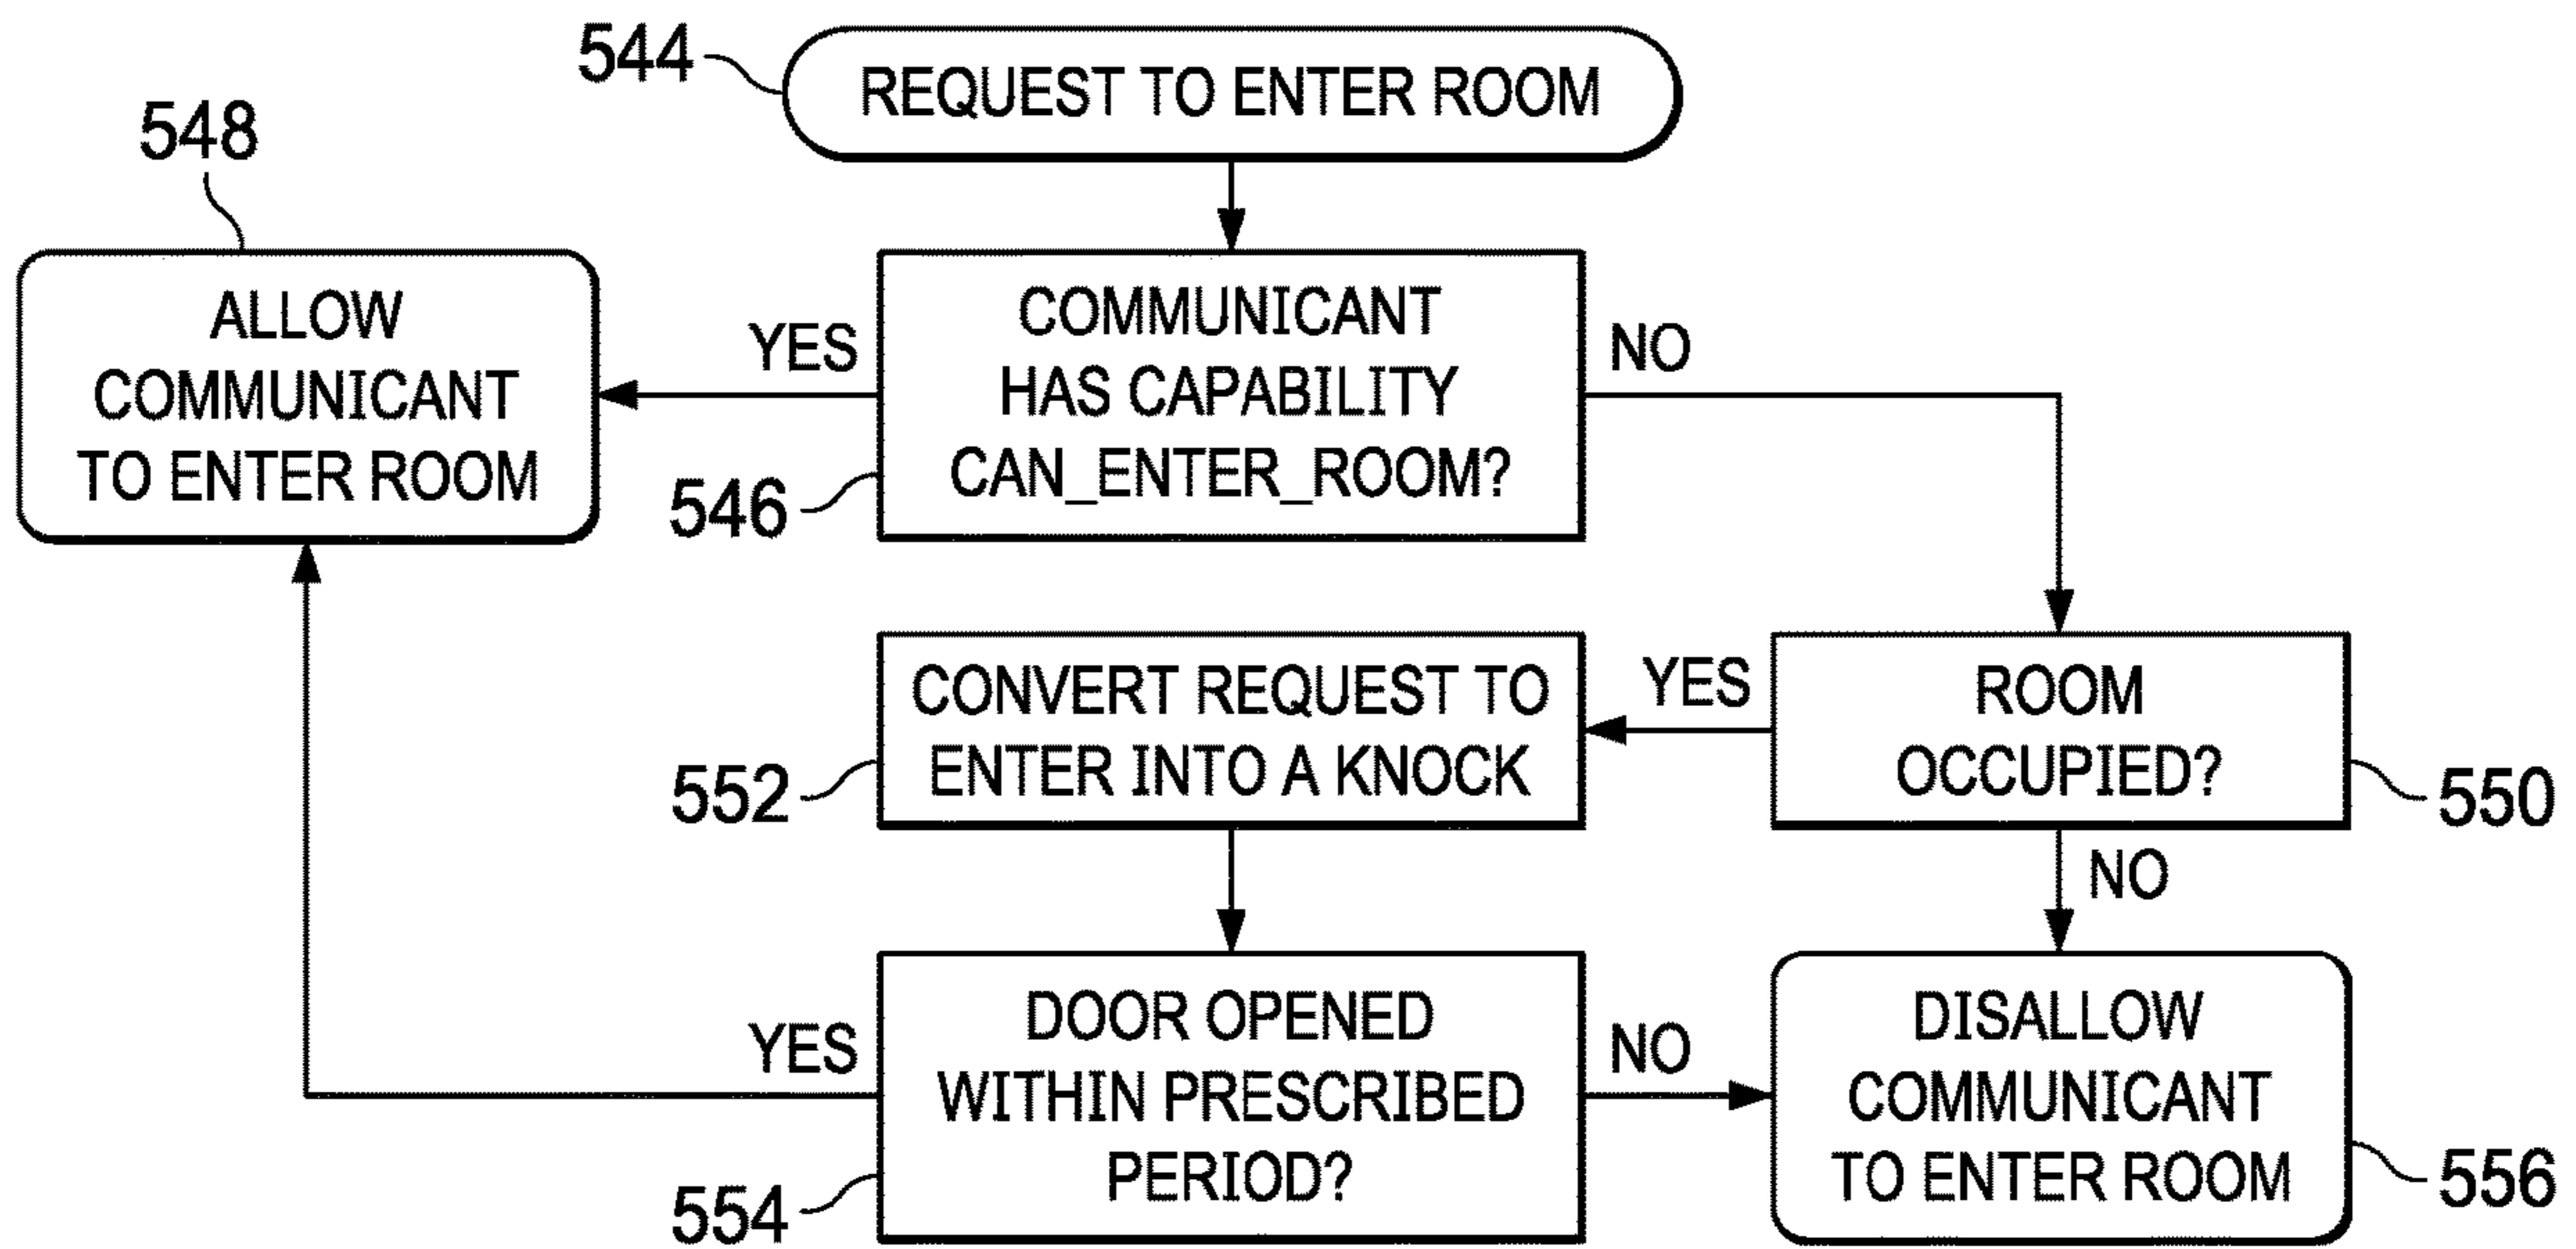 544
REQUEST TO ENTER ROOM
548
ALLOW
COMMUNICANT
TO ENTER ROOM
YES
COMMUNICANT
HAS CAPABILITY
CAN_ENTER_ROOM?
NO
546
CONVERT REQUEST TO
ENTER INTO A KNOCK
YES
ROOM
OCCUPIED?
552
550
NO
YES
DOOR OPENED
WITHIN PRESCRIBED
PERIOD?
NO
DISALLOW
COMMUNICANT
TO ENTER ROOM
554
556